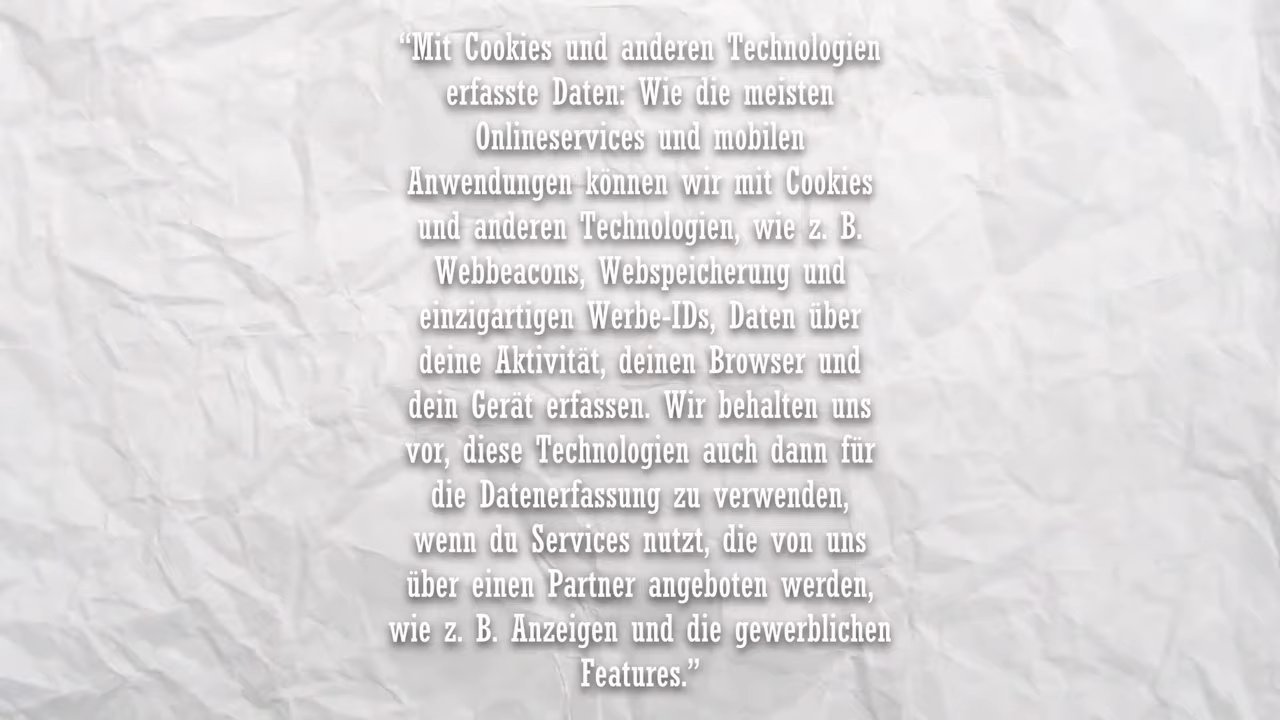 “Mit Cookies und anderen Technologien
erfasste Daten: Wie die meisten
Onlineservices und mobilen
Anwendungen können wir mit Cookies
und anderen Technologien, wie z. B.
Webbeacons, Webspeicherung und
einzigartigen Werbe-IDs, Daten über
deine Aktivität, deinen Browser und
dein Gerät erfassen. Wir behalten uns
vor, diese Technologien auch dann für
die Datenerfassung zu verwenden,
wenn du Services nutzt, die von uns
über einen Partner angeboten werden,
wie z. B. Anzeigen und die gewerblichen
Features.”